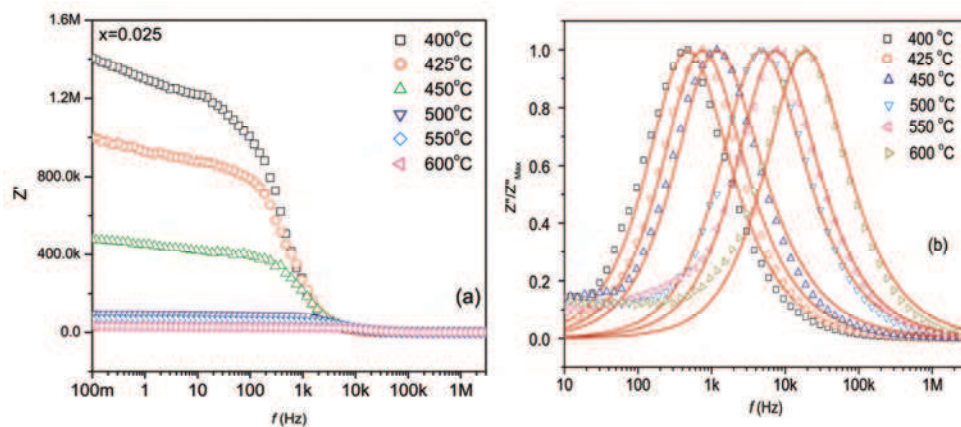 x=0.025
400°C
425°C
450°C
500°C
550°C
600°C
1.6M
1.2M
800.0k
400.0k
0.0
Z'
(a)
100m 1 10 100 1k 10k 100k 1M
f (Hz)
400 °C
425 °C
450 °C
500 °C
550 °C
600 °C
1.0
0.8
0.6
0.4
0.2
0.0
Z''/Z''Max
(b)
10 100 1k 10k 100k 1M
f (Hz)